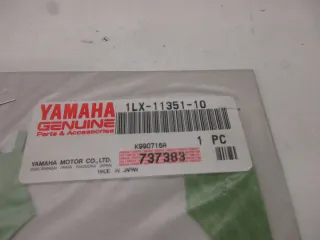 YAMAHA
GENUINE
Parts & Accessories
1LX-11351-10
K990716A
1 PC
YAMAHA MOTOR CO., LTD.
737383
MADE IN JAPAN